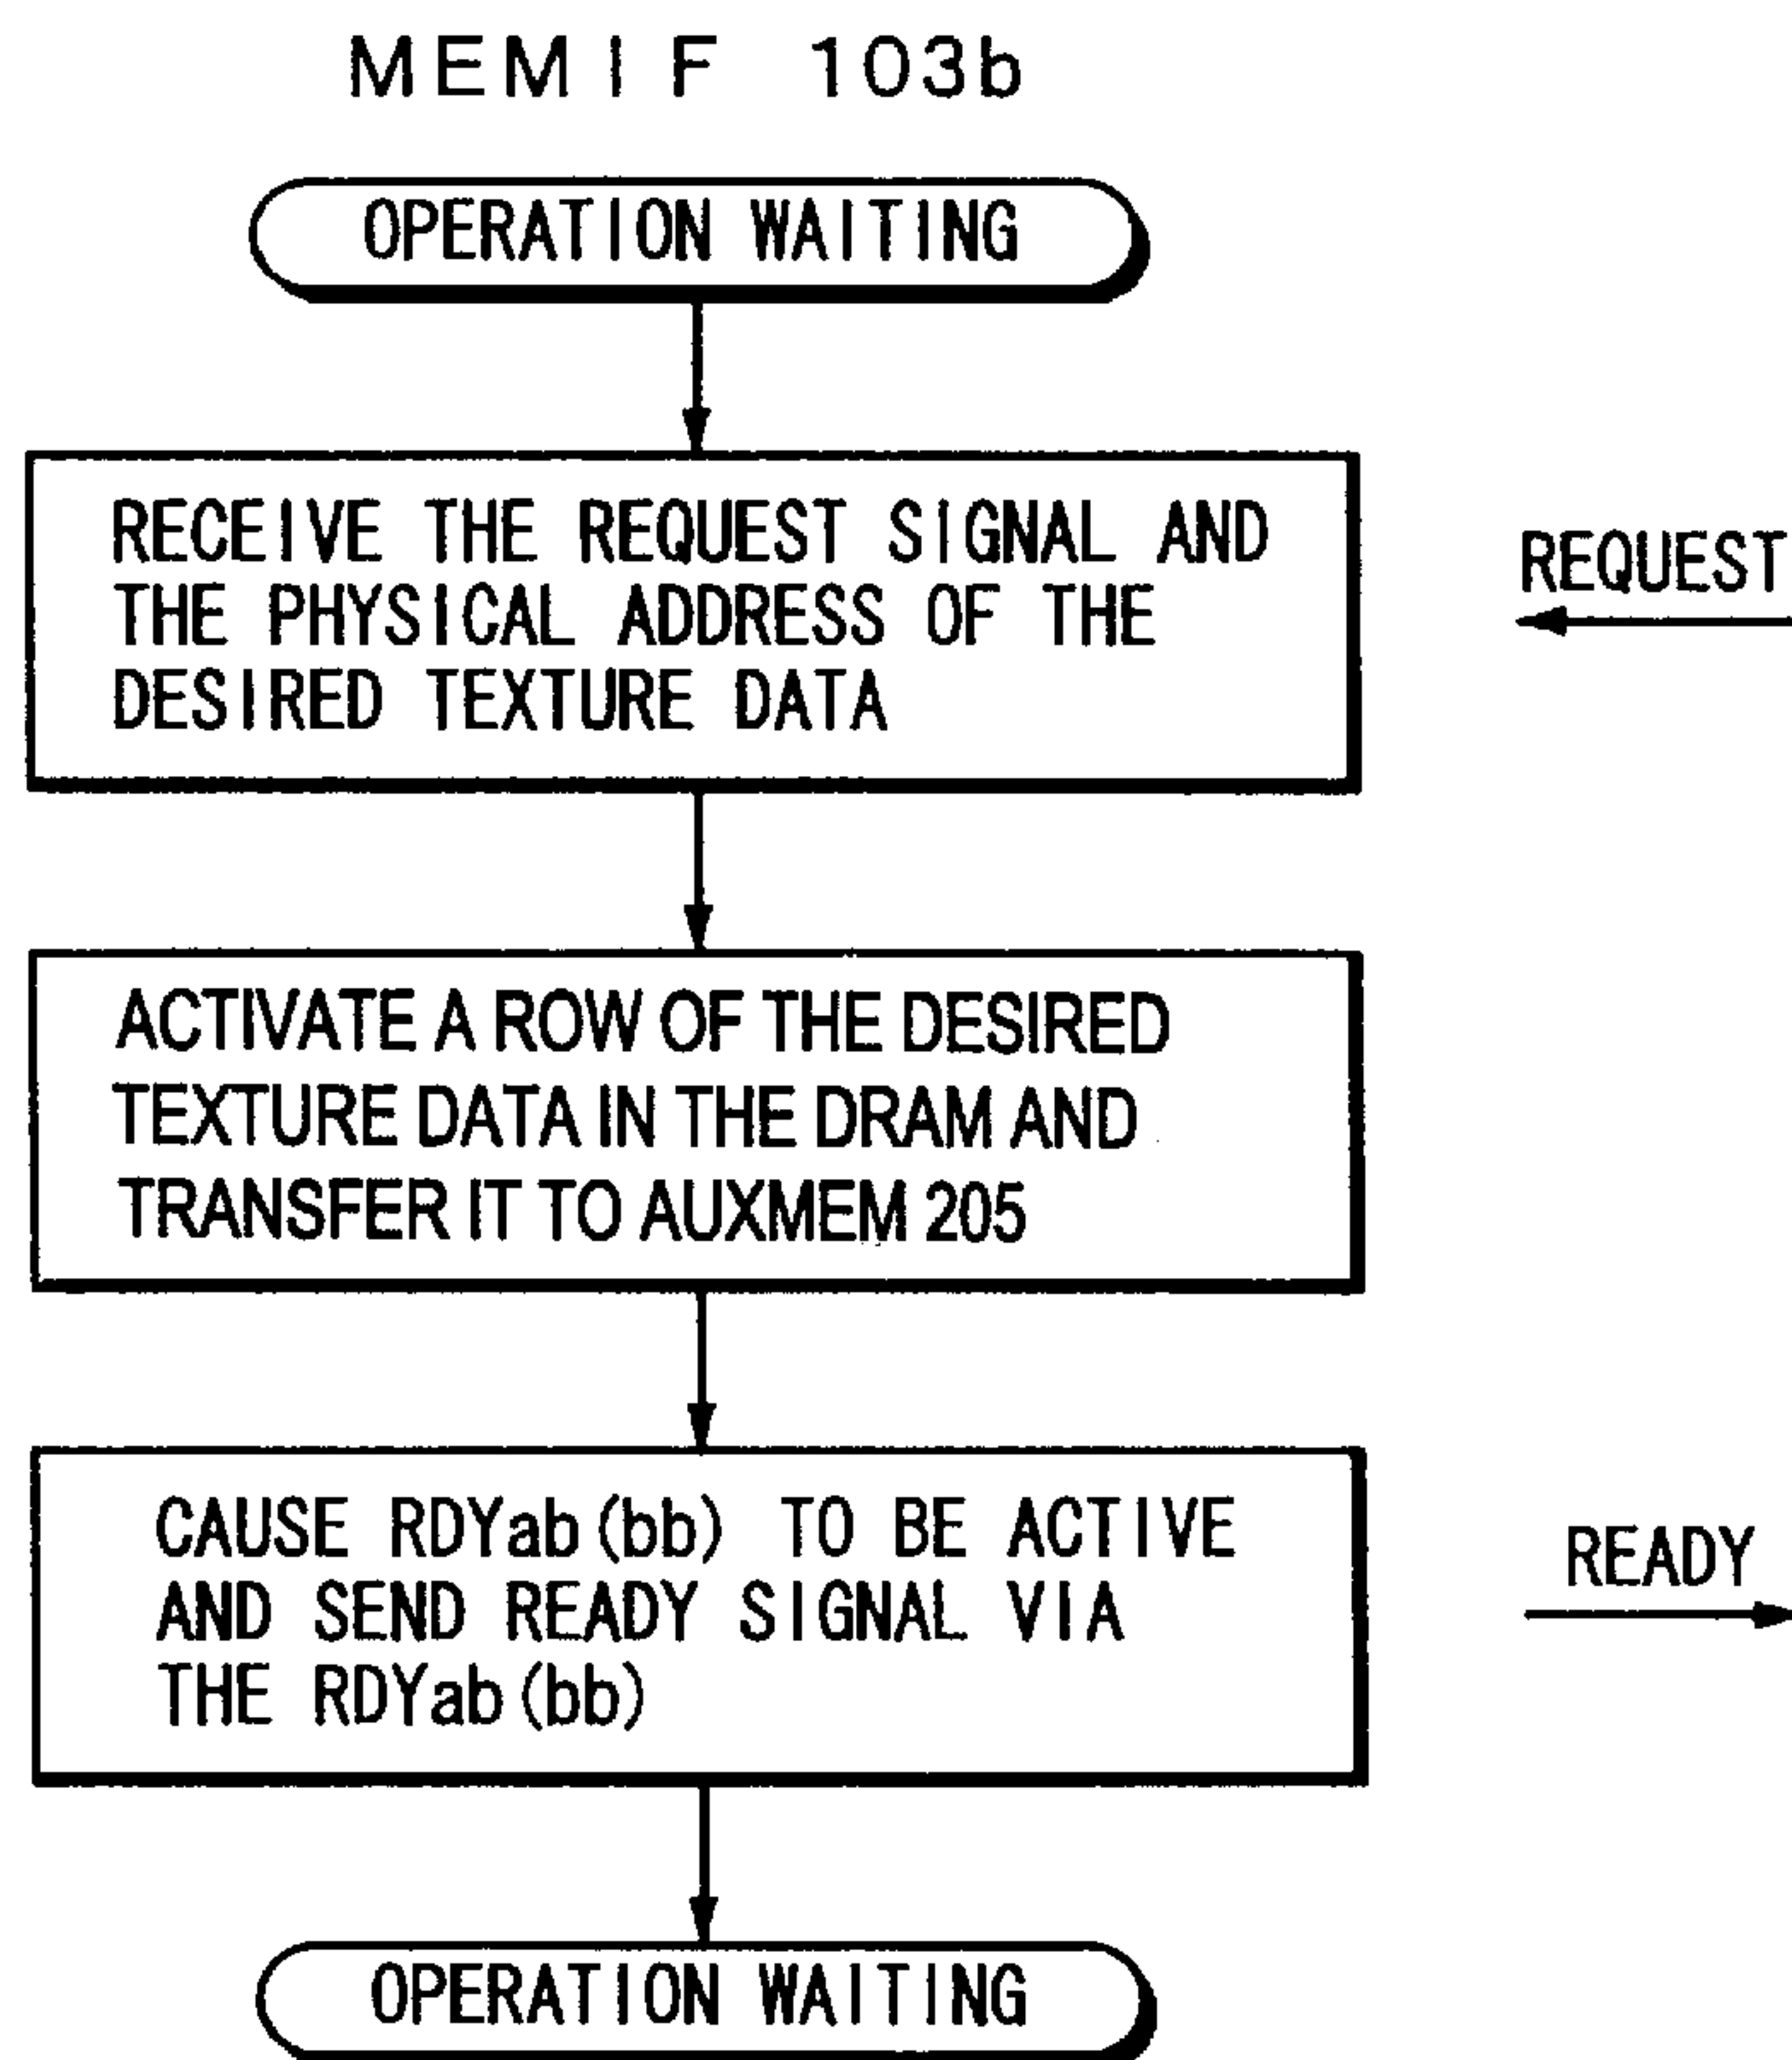 MEMIF 103b
OPERATION WAITING
RECEIVE THE REQUEST SIGNAL AND
THE PHYSICAL ADDRESS OF THE
DESIRED TEXTURE DATA
REQUEST
ACTIVATE A ROW OF THE DESIRED
TEXTURE DATA IN THE DRAM AND
TRANSFER IT TO AUXMEM 205
CAUSE RDYab(bb) TO BE ACTIVE
AND SEND READY SIGNAL VIA
THE RDYab(bb)
READY
OPERATION WAITING